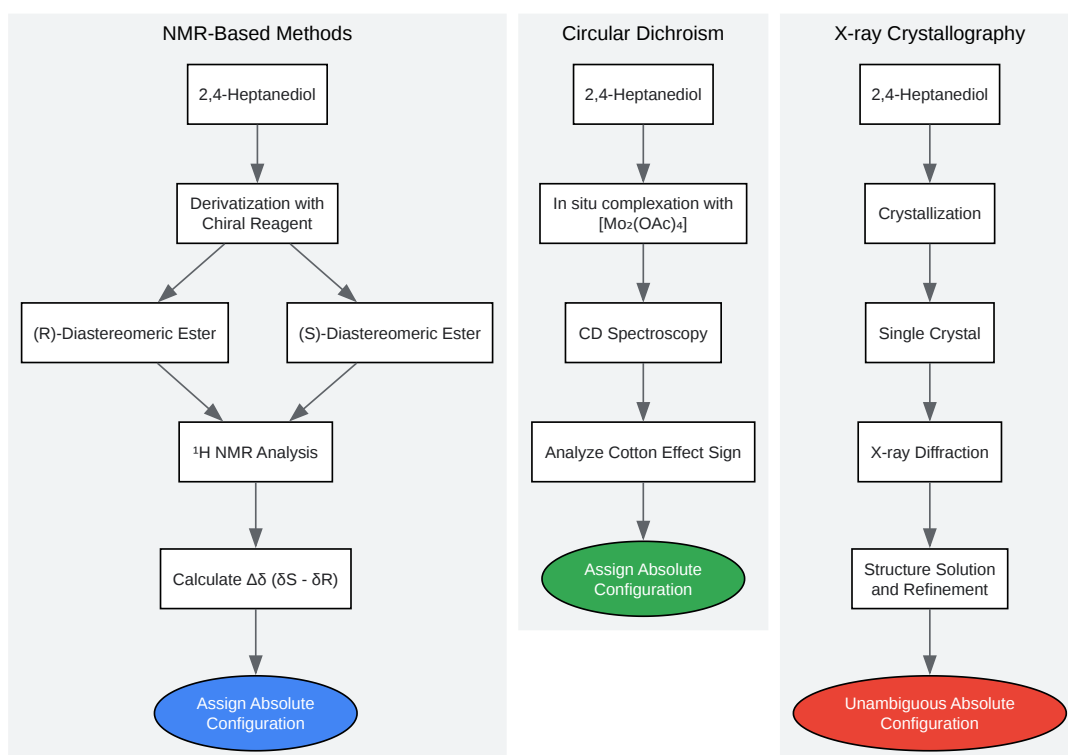 NMR-Based Methods
2,4-Heptanediol
Derivatization with
Chiral Reagent
(R)-Diastereomeric Ester
(S)-Diastereomeric Ester
¹H NMR Analysis
Calculate Δδ (δS - δR)
Assign Absolute
Configuration
Circular Dichroism
2,4-Heptanediol
In situ complexation with
[Mo₂(OAc)₄]
CD Spectroscopy
Analyze Cotton Effect Sign
Assign Absolute
Configuration
X-ray Crystallography
2,4-Heptanediol
Crystallization
Single Crystal
X-ray Diffraction
Structure Solution
and Refinement
Unambiguous Absolute
Configuration